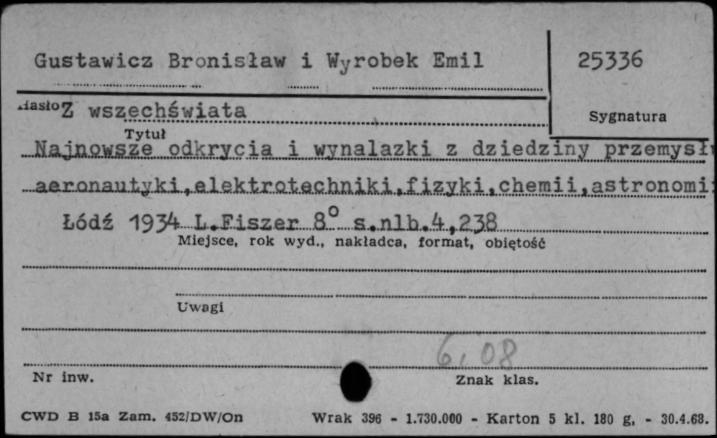 Gustawicz Bronisław i Wyrobek Emil 25336
Hasło Z wszechświata Sygnatura
Tytuł
Najnowsze odkrycia i wynalazki z dziedziny przemysł
aeronautyki,elektrotechniki,fizyki,chemii,astronomi
Łódź 1934 L.Fiszer 8° s.nlb.4,238
Miejsce, rok wyd., nakładca, format, objętość
Uwagi
6,08
Nr inw. Znak klas.
CWD B 15a Zam. 452/DW/On Wrak 396 - 1.730.000 - Karton 5 kl. 180 g, - 30.4.68.